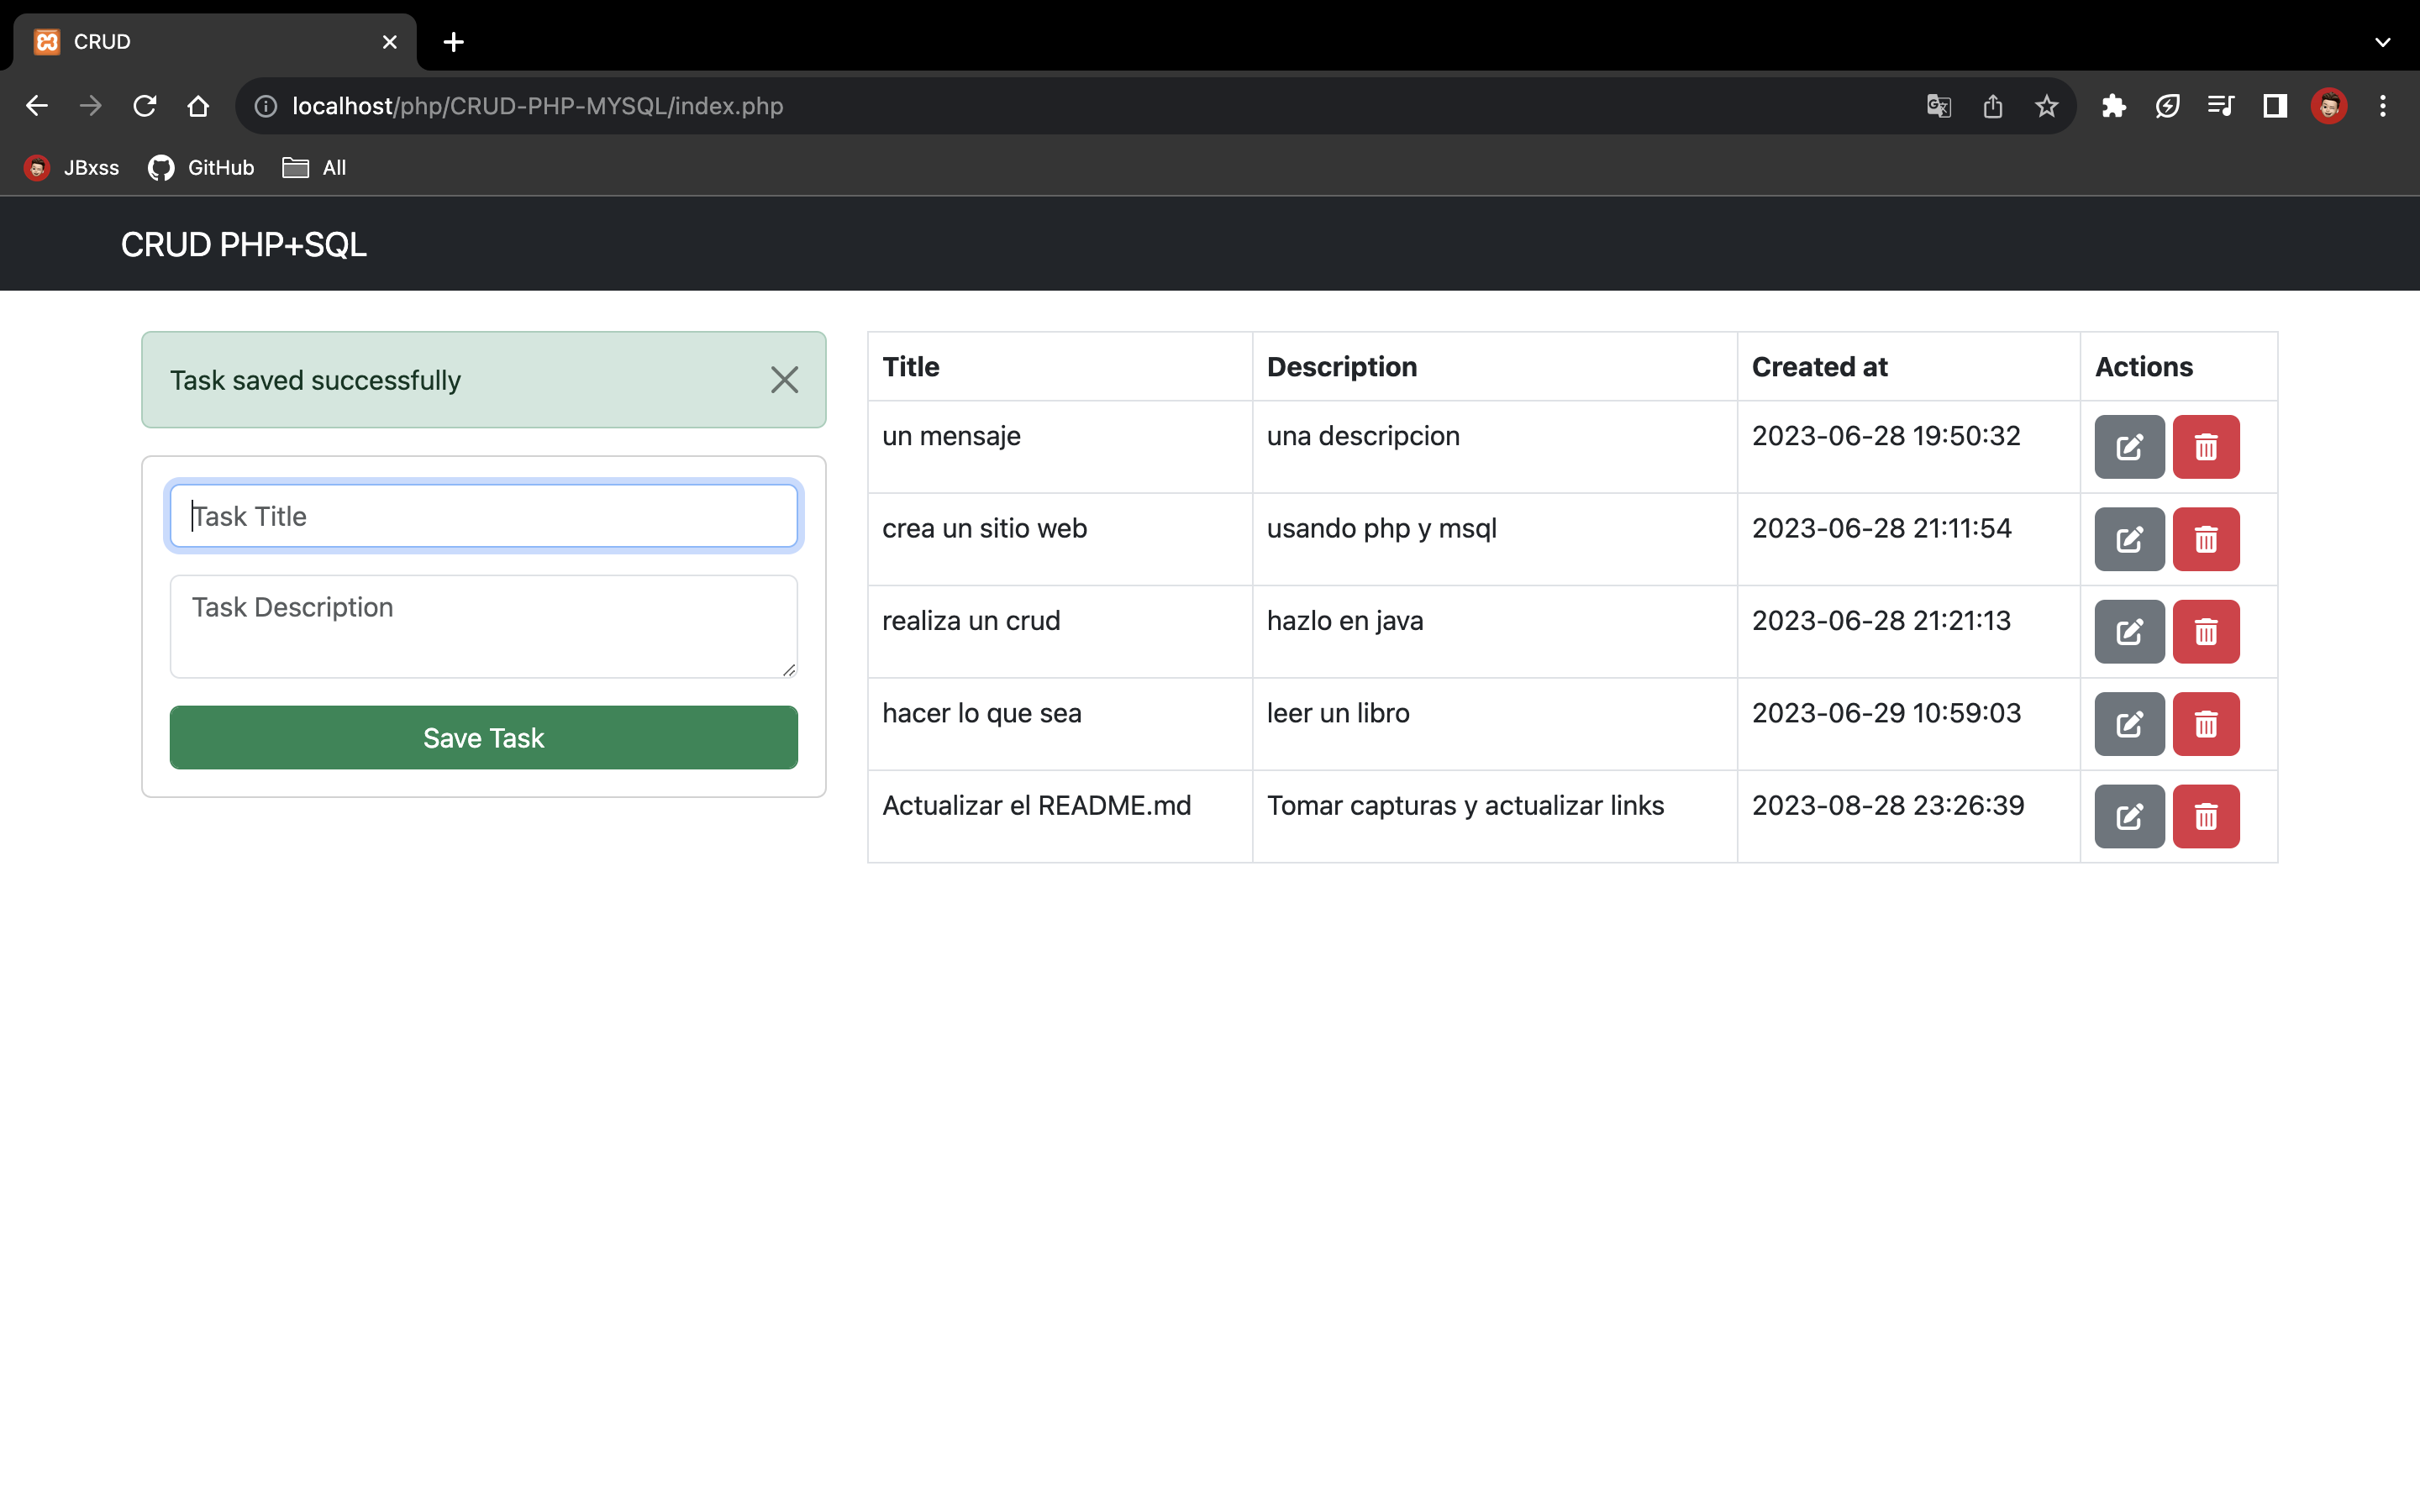 CRUD
localhost/php/CRUD-PHP-MYSQL/index.php
JBxss GitHub All
CRUD PHP+SQL
Task saved successfully
Task Title
Task Description
Save Task
Title Description Created at Actions
un mensaje una descripcion 2023-06-28 19:50:32
crea un sitio web usando php y msql 2023-06-28 21:11:54
realiza un crud hazlo en java 2023-06-28 21:21:13
hacer lo que sea leer un libro 2023-06-29 10:59:03
Actualizar el README.md Tomar capturas y actualizar links 2023-08-28 23:26:39